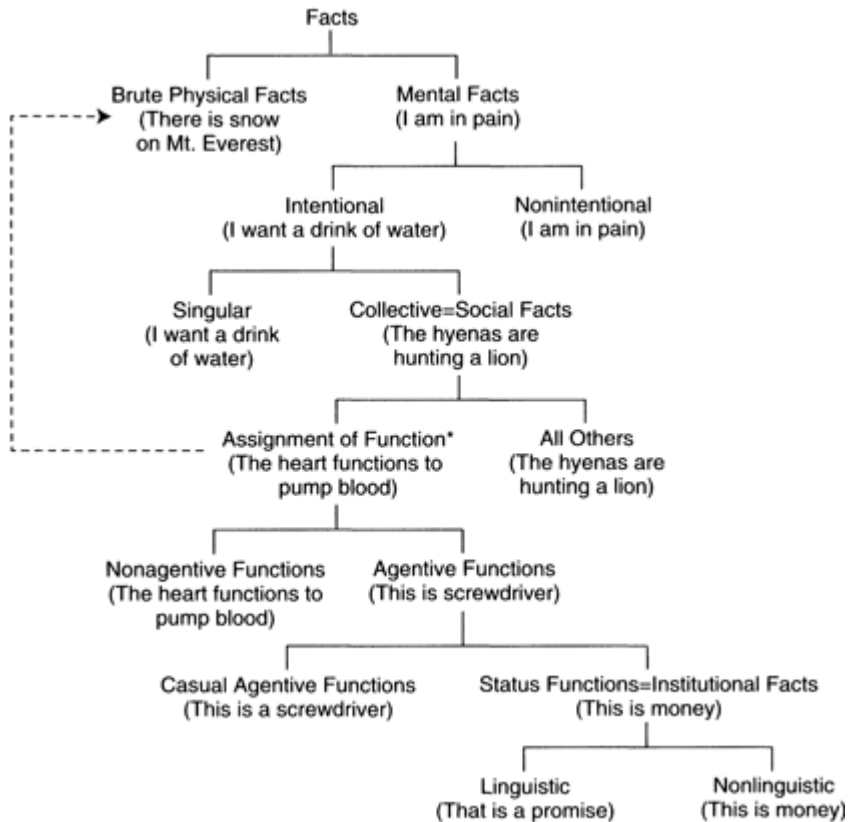 Facts
Brute Physical Facts
(There is snow
on Mt. Everest)
Mental Facts
(I am in pain)
Intentional
(I want a drink of water)
Nonintentional
(I am in pain)
Singular
(I want a drink
of water)
Collective=Social Facts
(The hyenas are
hunting a lion)
Assignment of Function*
(The heart functions to
pump blood)
All Others
(The hyenas are
hunting a lion)
Nonagentive Functions
(The heart functions to
pump blood)
Agentive Functions
(This is screwdriver)
Casual Agentive Functions
(This is a screwdriver)
Status Functions=Institutional Facts
(This is money)
Linguistic
(That is a promise)
Nonlinguistic
(This is money)